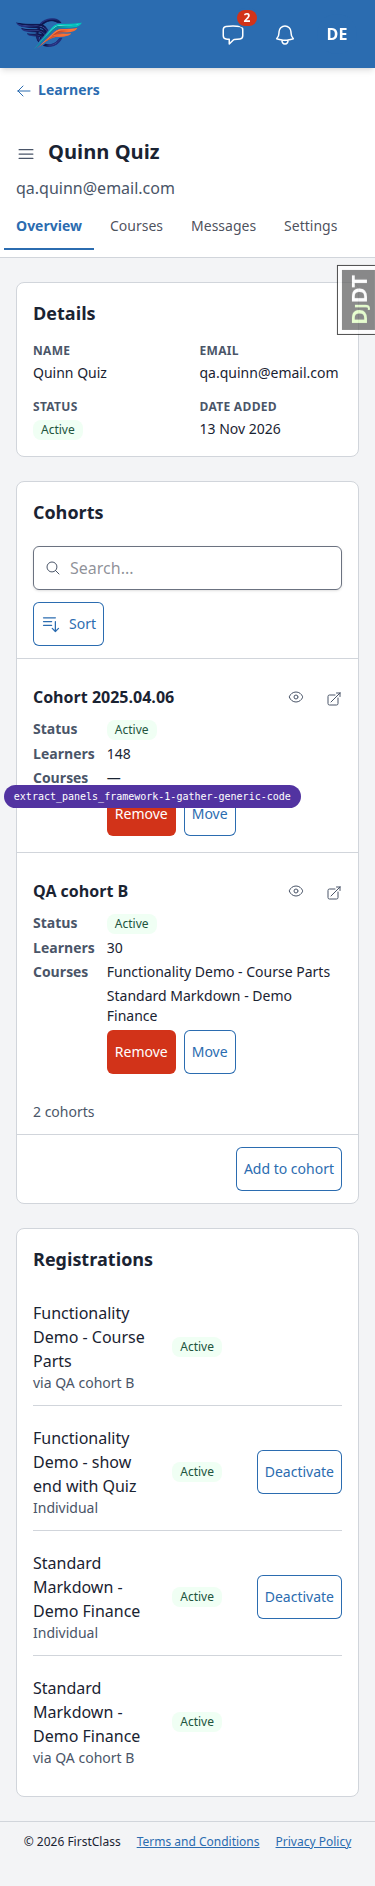 2
DE
Learners
Quinn Quiz
qa.quinn@email.com
Overview Courses Messages Settings
DjDT
Details
NAME EMAIL
Quinn Quiz qa.quinn@email.com
STATUS DATE ADDED
Active 13 Nov 2026
Cohorts
Search...
Sort
Cohort 2025.04.06
Status Active
Learners 148
Courses —
extract_panels_framework-1-gather-generic-code
Remove Move
QA cohort B
Status Active
Learners 30
Courses Functionality Demo - Course Parts
Standard Markdown - Demo
Finance
Remove Move
2 cohorts
Add to cohort
Registrations
Functionality
Demo - Course
Parts
via QA cohort B
Active
Functionality
Demo - show
end with Quiz
Individual
Active
Deactivate
Standard
Markdown -
Demo Finance
Individual
Active
Deactivate
Standard
Markdown -
Demo Finance
via QA cohort B
Active
© 2026 FirstClass Terms and Conditions Privacy Policy